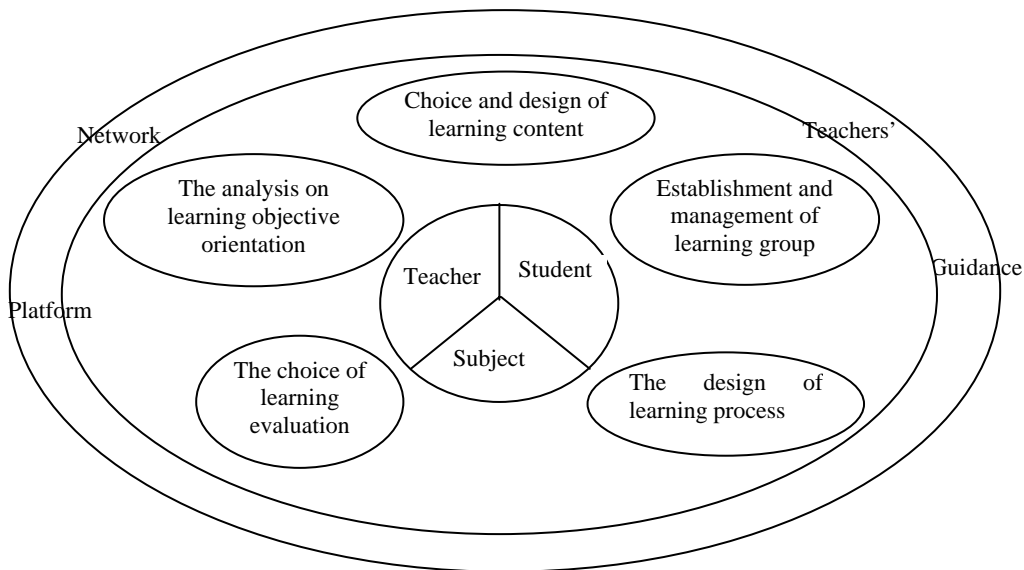 Choice and design of
learning content
Network
Teachers’
The analysis on
learning objective
orientation
Establishment and
management of
learning group
Teacher
Student
Guidance
Platform
Subject
The choice of
learning
evaluation
The design of
learning process